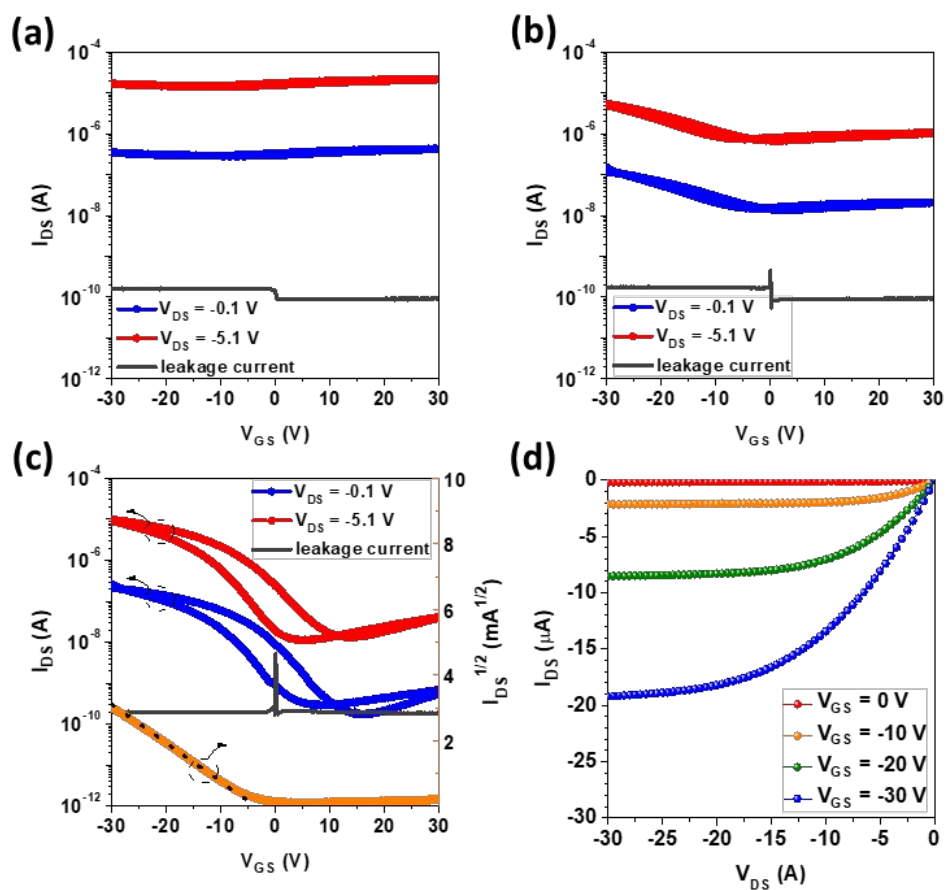 (a)
10⁻⁴
10⁻⁶
10⁻⁸
10⁻¹⁰
10⁻¹²
I_DS (A)
V_DS = -0.1 V
V_DS = -5.1 V
leakage current
-30 -20 -10 0 10 20 30
V_GS (V)
(b)
10⁻⁴
10⁻⁶
10⁻⁸
10⁻¹⁰
10⁻¹²
I_DS (A)
V_DS = -0.1 V
V_DS = -5.1 V
leakage current
-30 -20 -10 0 10 20 30
V_GS (V)
(c)
10⁻⁴
10⁻⁶
10⁻⁸
10⁻¹⁰
10⁻¹²
I_DS (A)
V_DS = -0.1 V
V_DS = -5.1 V
leakage current
10
8
6
4
2
I_DS^1/2 (mA^1/2)
-30 -20 -10 0 10 20 30
V_GS (V)
(d)
0
-5
-10
-15
-20
-25
-30
I_DS (µA)
V_GS = 0 V
V_GS = -10 V
V_GS = -20 V
V_GS = -30 V
-30 -25 -20 -15 -10 -5 0
V_DS (A)